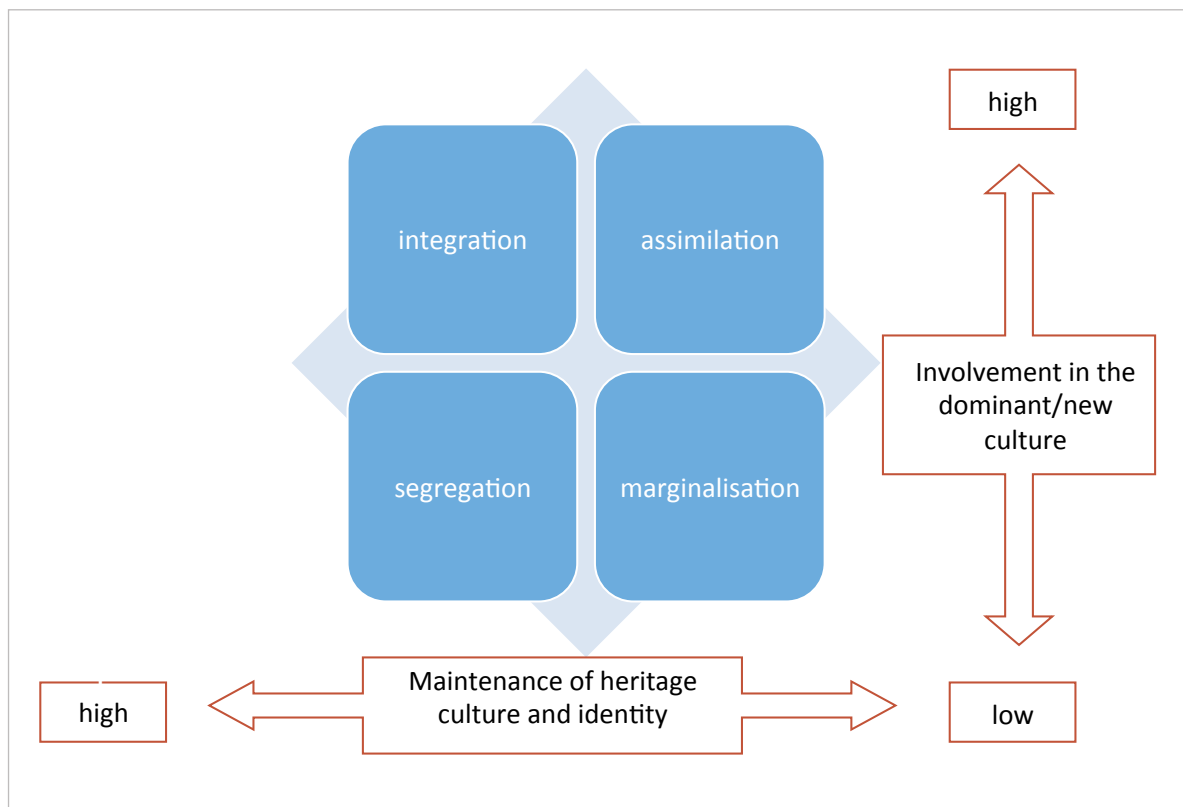 high
integration
assimilation
Involvement in the
dominant/new
culture
segregation
marginalisation
Maintenance of heritage
culture and identity
high
low